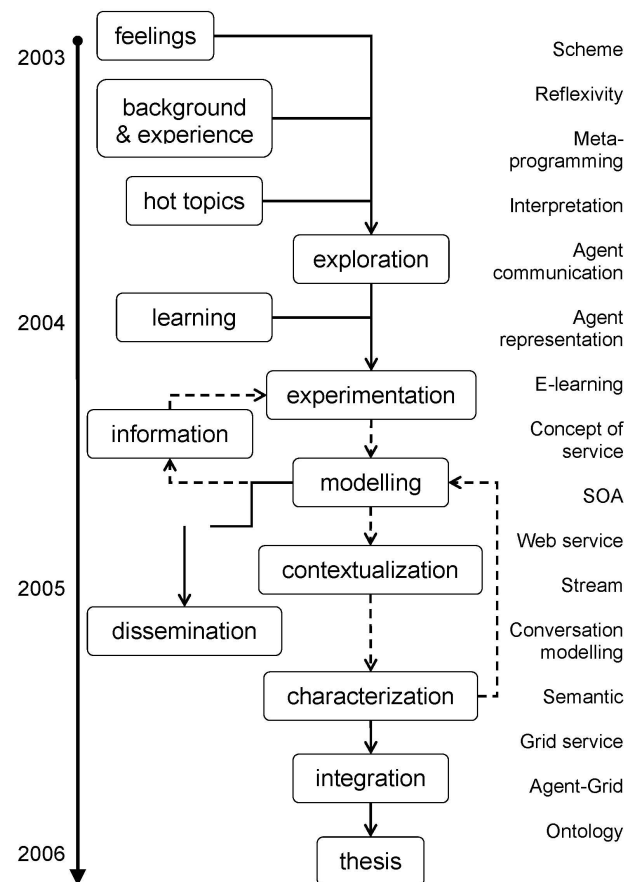 2003
feelings
background
& experience
hot topics
exploration
2004
learning
experimentation
information
modelling
contextualization
2005
dissemination
characterization
integration
2006
thesis
Scheme
Reflexivity
Meta-
programming
Interpretation
Agent
communication
Agent
representation
E-learning
Concept of
service
SOA
Web service
Stream
Conversation
modelling
Semantic
Grid service
Agent-Grid
Ontology